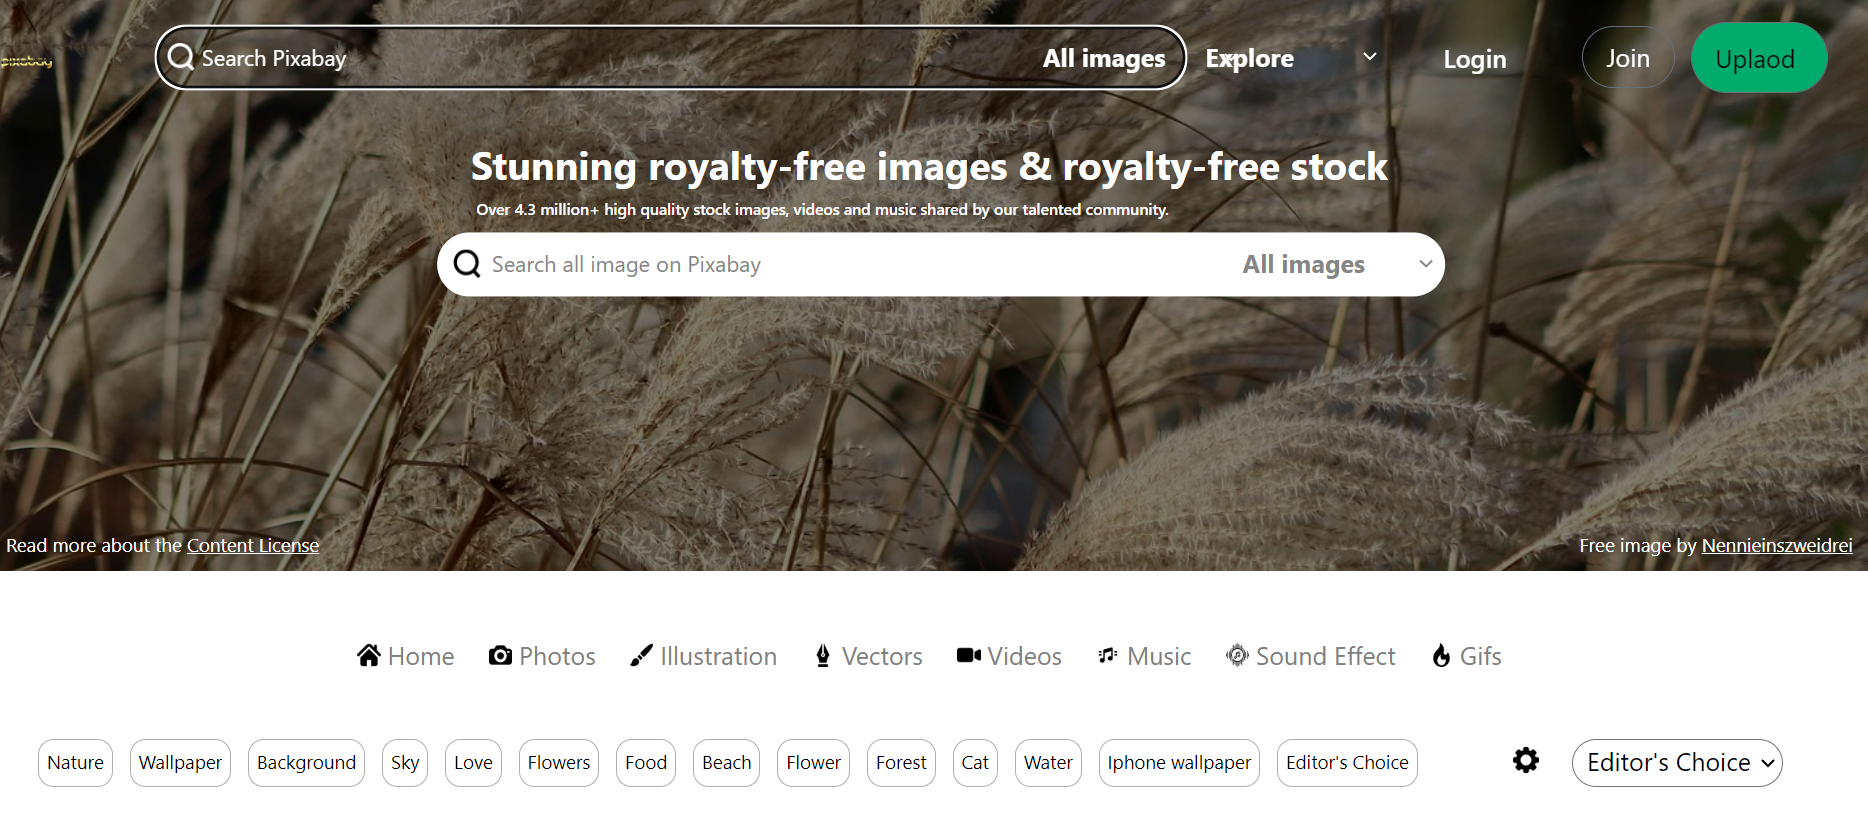 pixabay
Search Pixabay All images Explore Login Join Uplaod
Stunning royalty-free images & royalty-free stock
Over 4.3 million+ high quality stock images, videos and music shared by our talented community.
Search all image on Pixabay All images
Read more about the Content License
Free image by Nennieinszweidrei
Home Photos Illustration Vectors Videos Music Sound Effect Gifs
Nature Wallpaper Background Sky Love Flowers Food Beach Flower Forest Cat Water Iphone wallpaper Editor's Choice Editor's Choice